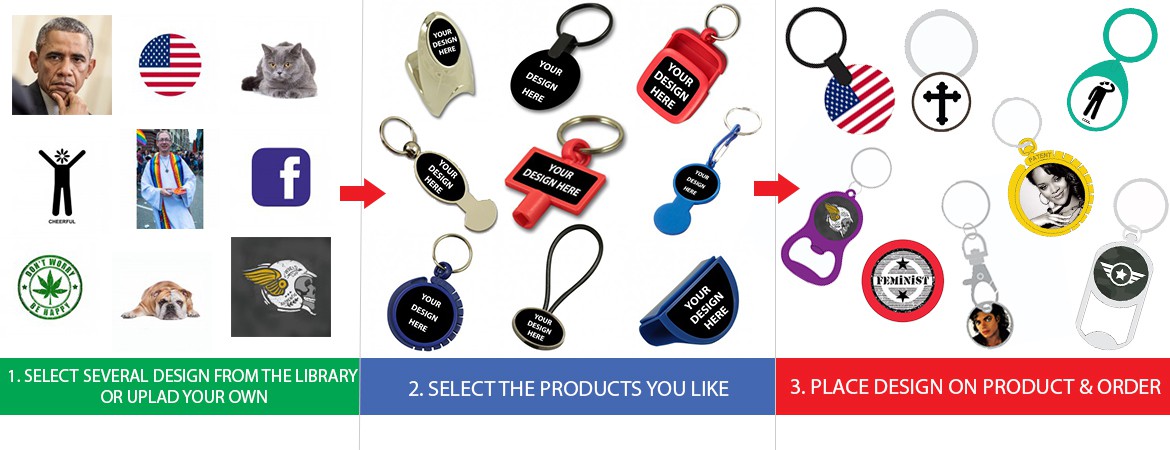 CHEERFUL
f
DON'T WORRY
BE HAPPY
YOUR
DESIGN
HERE
YOUR
DESIGN
HERE
YOUR
DESIGN
HERE
YOUR
DESIGN
HERE
YOUR
DESIGN HERE
YOUR
DESIGN
HERE
YOUR
DESIGN
HERE
YOUR
DESIGN
HERE
YOUR
DESIGN
HERE
COOL
PATENT
FEMiNiST
1. SELECT SEVERAL DESIGN FROM THE LIBRARY
OR UPLAD YOUR OWN
2. SELECT THE PRODUCTS YOU LIKE
3. PLACE DESIGN ON PRODUCT & ORDER